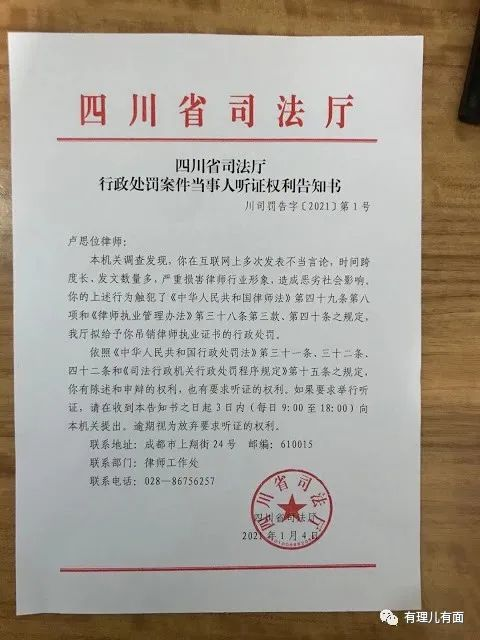 四川省司法厅
四川省司法厅
行政处罚案件当事人听证权利告知书
川司罚告字〔2021〕第1号
卢思位律师：
本机关调查发现，你在互联网上多次发表不当言论，时间跨
度长、发文数量多，严重损害律师行业形象，造成恶劣社会影响。
你的上述行为触犯了《中华人民共和国律师法》第四十九条第八
项和《律师执业管理办法》第三十八条第三款、第四十条之规定，
我厅拟给予你吊销律师执业证书的行政处罚。
依照《中华人民共和国行政处罚法》第三十一条、三十二条、
四十二条和《司法行政机关行政处罚程序规定》第十五条之规定，
你有陈述和申辩的权利，也有要求听证的权利。如果要求举行听
证，请在收到本告知书之日起3日内（每日9:00至18:00）向
本机关提出。逾期视为放弃要求听证的权利。
联系地址：成都市上翔街24号 邮编：610015
联系部门：律师工作处
联系电话：028—86756257
四川省司法厅
四川省司法厅
2021年1月4日
有理儿有面